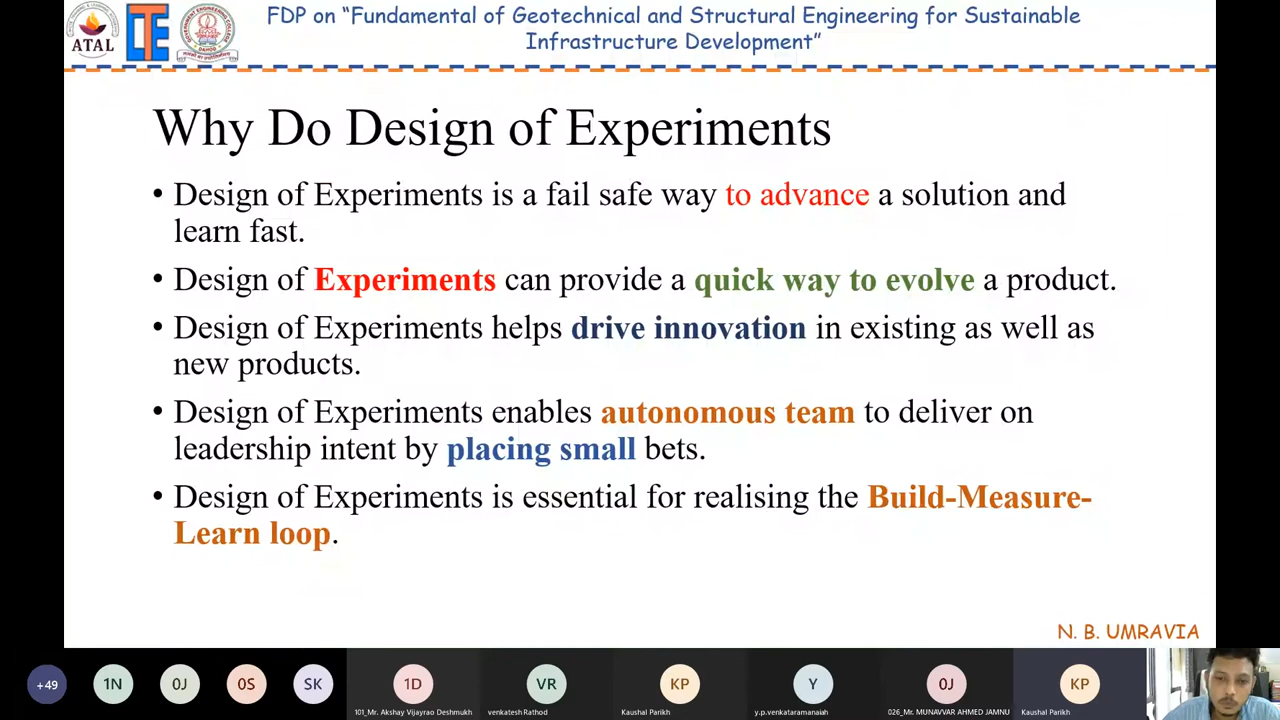 FDP on “Fundamental of Geotechnical and Structural Engineering for Sustainable
Infrastructure Development”
ATAL
LTE
Why Do Design of Experiments
• Design of Experiments is a fail safe way to advance a solution and
learn fast.
• Design of Experiments can provide a quick way to evolve a product.
• Design of Experiments helps drive innovation in existing as well as
new products.
• Design of Experiments enables autonomous team to deliver on
leadership intent by placing small bets.
• Design of Experiments is essential for realising the Build-Measure-
Learn loop.
N. B. UMRAVIA
+49 1N 0J 0S SK 1D VR KP Y 0J KP
101_Mr. Akshay Vijayrao Deshmukh venkatesh Rathod Kaushal Parikh y.p.venkataramanaiah 026_Mr. MUNAVVAR AHMED JAMNU Kaushal Parikh